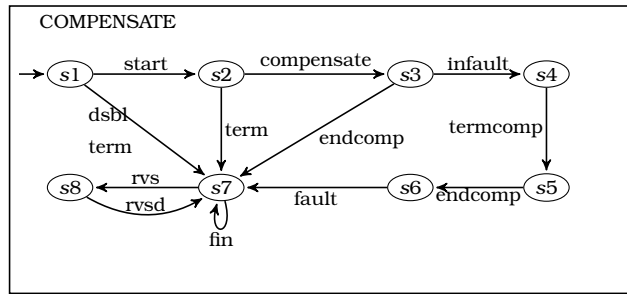 COMPENSATE
s1 start s2 compensate s3 infault s4
dsbl
term
term
endcomp
termcomp
s8 rvs s7 s6 endcomp s5
rvsd
fault
fin